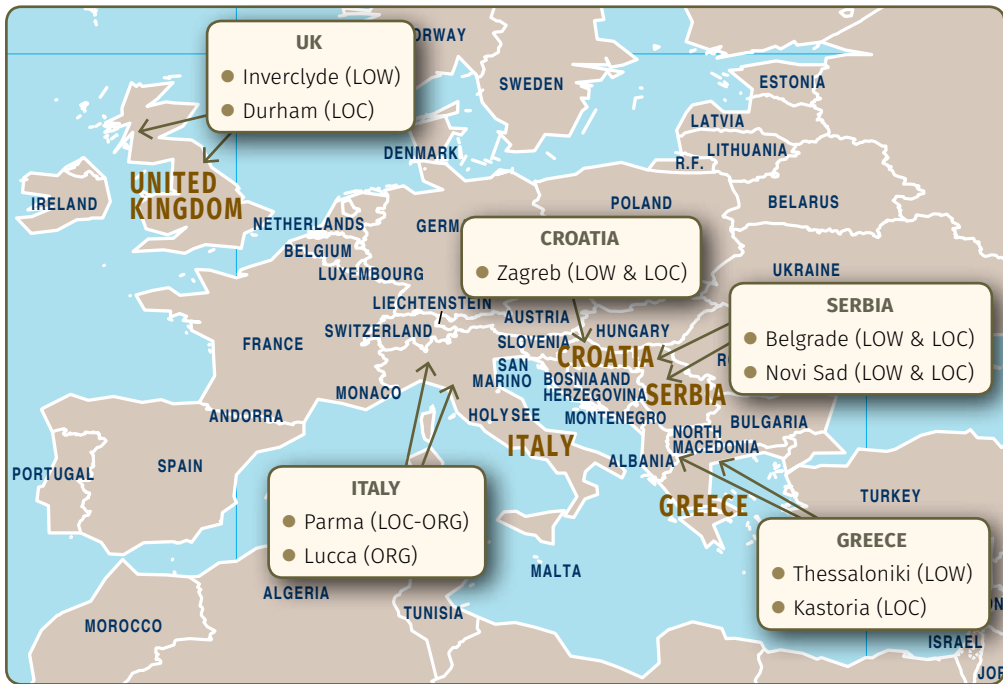 UK
Inverclyde (LOW)
Durham (LOC)
SWEDEN
ESTONIA
LATVIA
LITHUANIA
R.F.
DENMARK
IRELAND
UNITED
KINGDOM
NETHERLANDS
BELGIUM
LUXEMBOURG
POLAND
BELARUS
UKRAINE
CROATIA
Zagreb (LOW & LOC)
LIECHTENSTEIN
SWITZERLAND
AUSTRIA
SLOVENIA
HUNGARY
FRANCE
CROATIA
SERBIA
Belgrade (LOW & LOC)
Novi Sad (LOW & LOC)
SAN
MARINO
BOSNIA AND
HERZEGOVINA
SERBIA
MONACO
ANDORRA
HOLY SEE
MONTENEGRO
BULGARIA
NORTH
MACEDONIA
ITALY
ALBANIA
PORTUGAL
SPAIN
TURKEY
GREECE
ITALY
Parma (LOC-ORG)
Lucca (ORG)
GREECE
Thessaloniki (LOW)
Kastoria (LOC)
MALTA
ALGERIA
TUNISIA
MOROCCO
ISRAEL